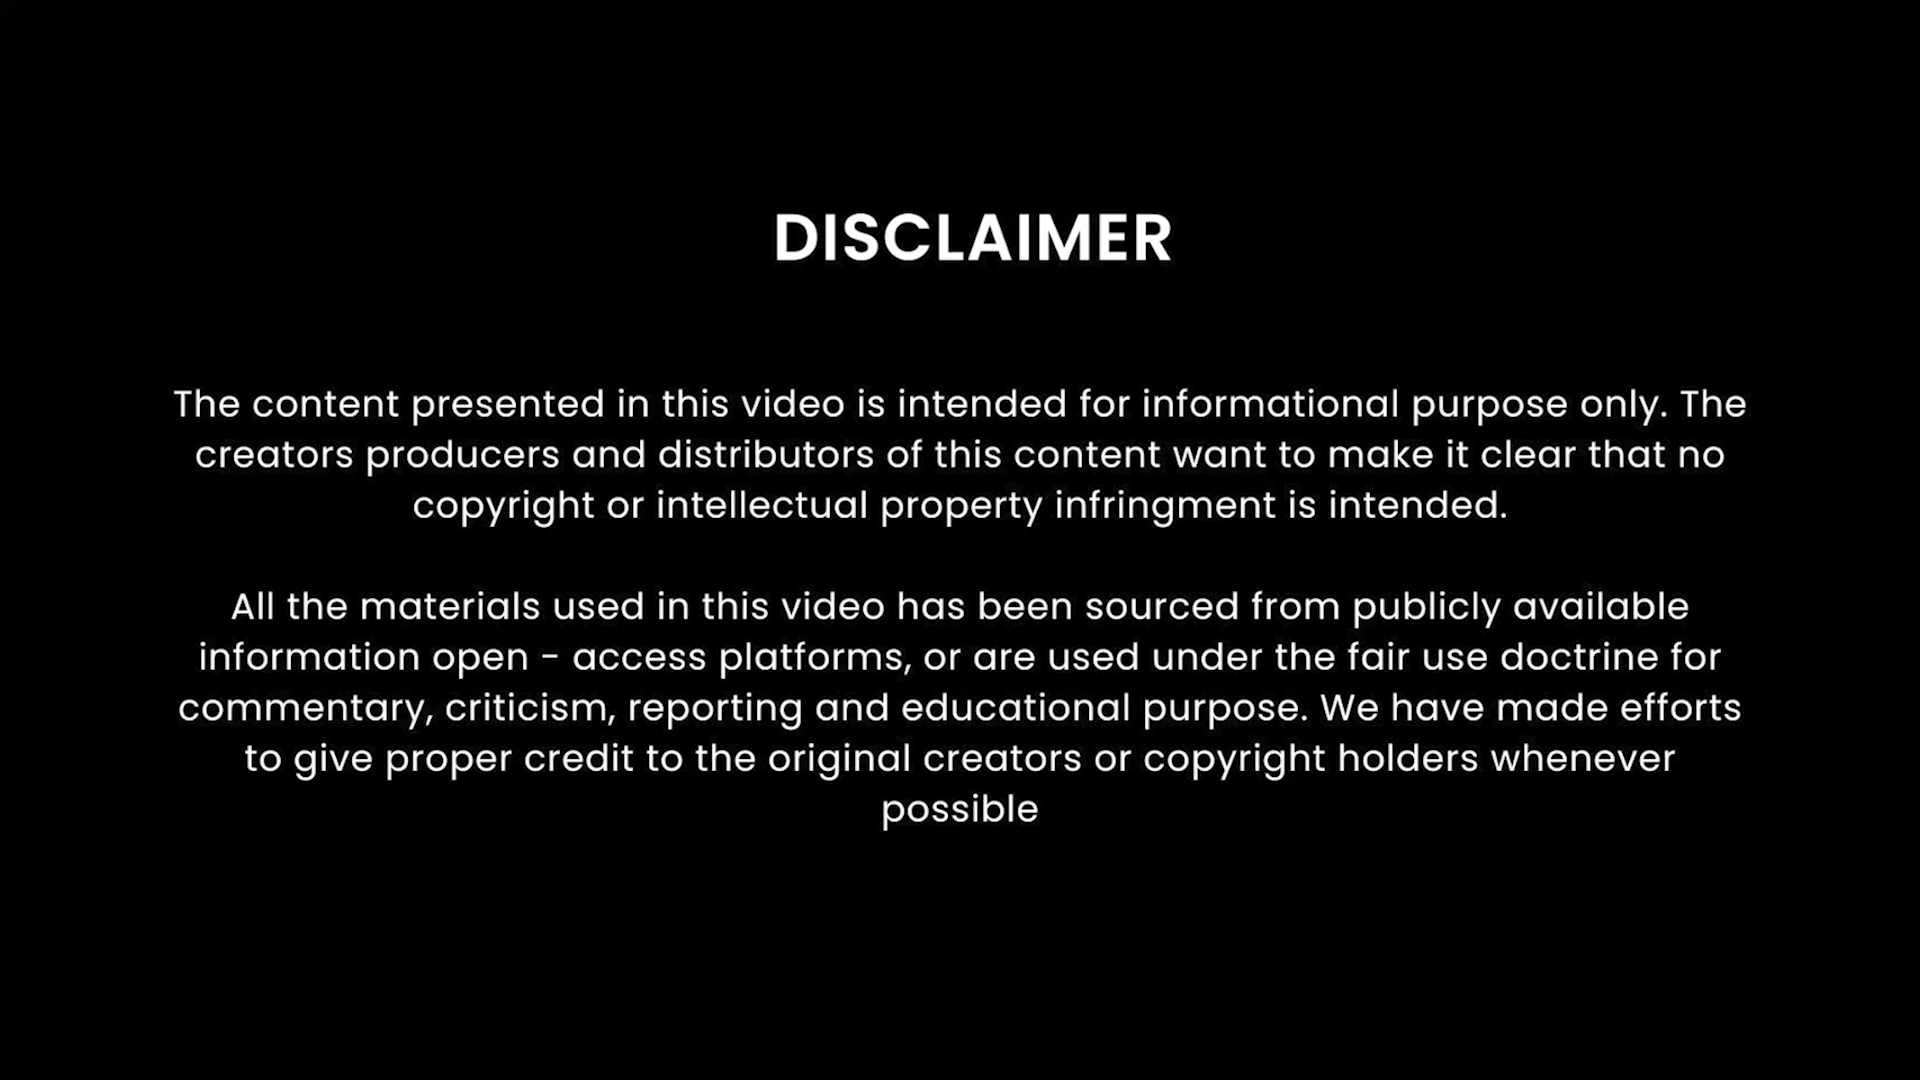 DISCLAIMER
The content presented in this video is intended for informational purpose only. The
creators producers and distributors of this content want to make it clear that no
copyright or intellectual property infringment is intended.
All the materials used in this video has been sourced from publicly available
information open - access platforms, or are used under the fair use doctrine for
commentary, criticism, reporting and educational purpose. We have made efforts
to give proper credit to the original creators or copyright holders whenever
possible